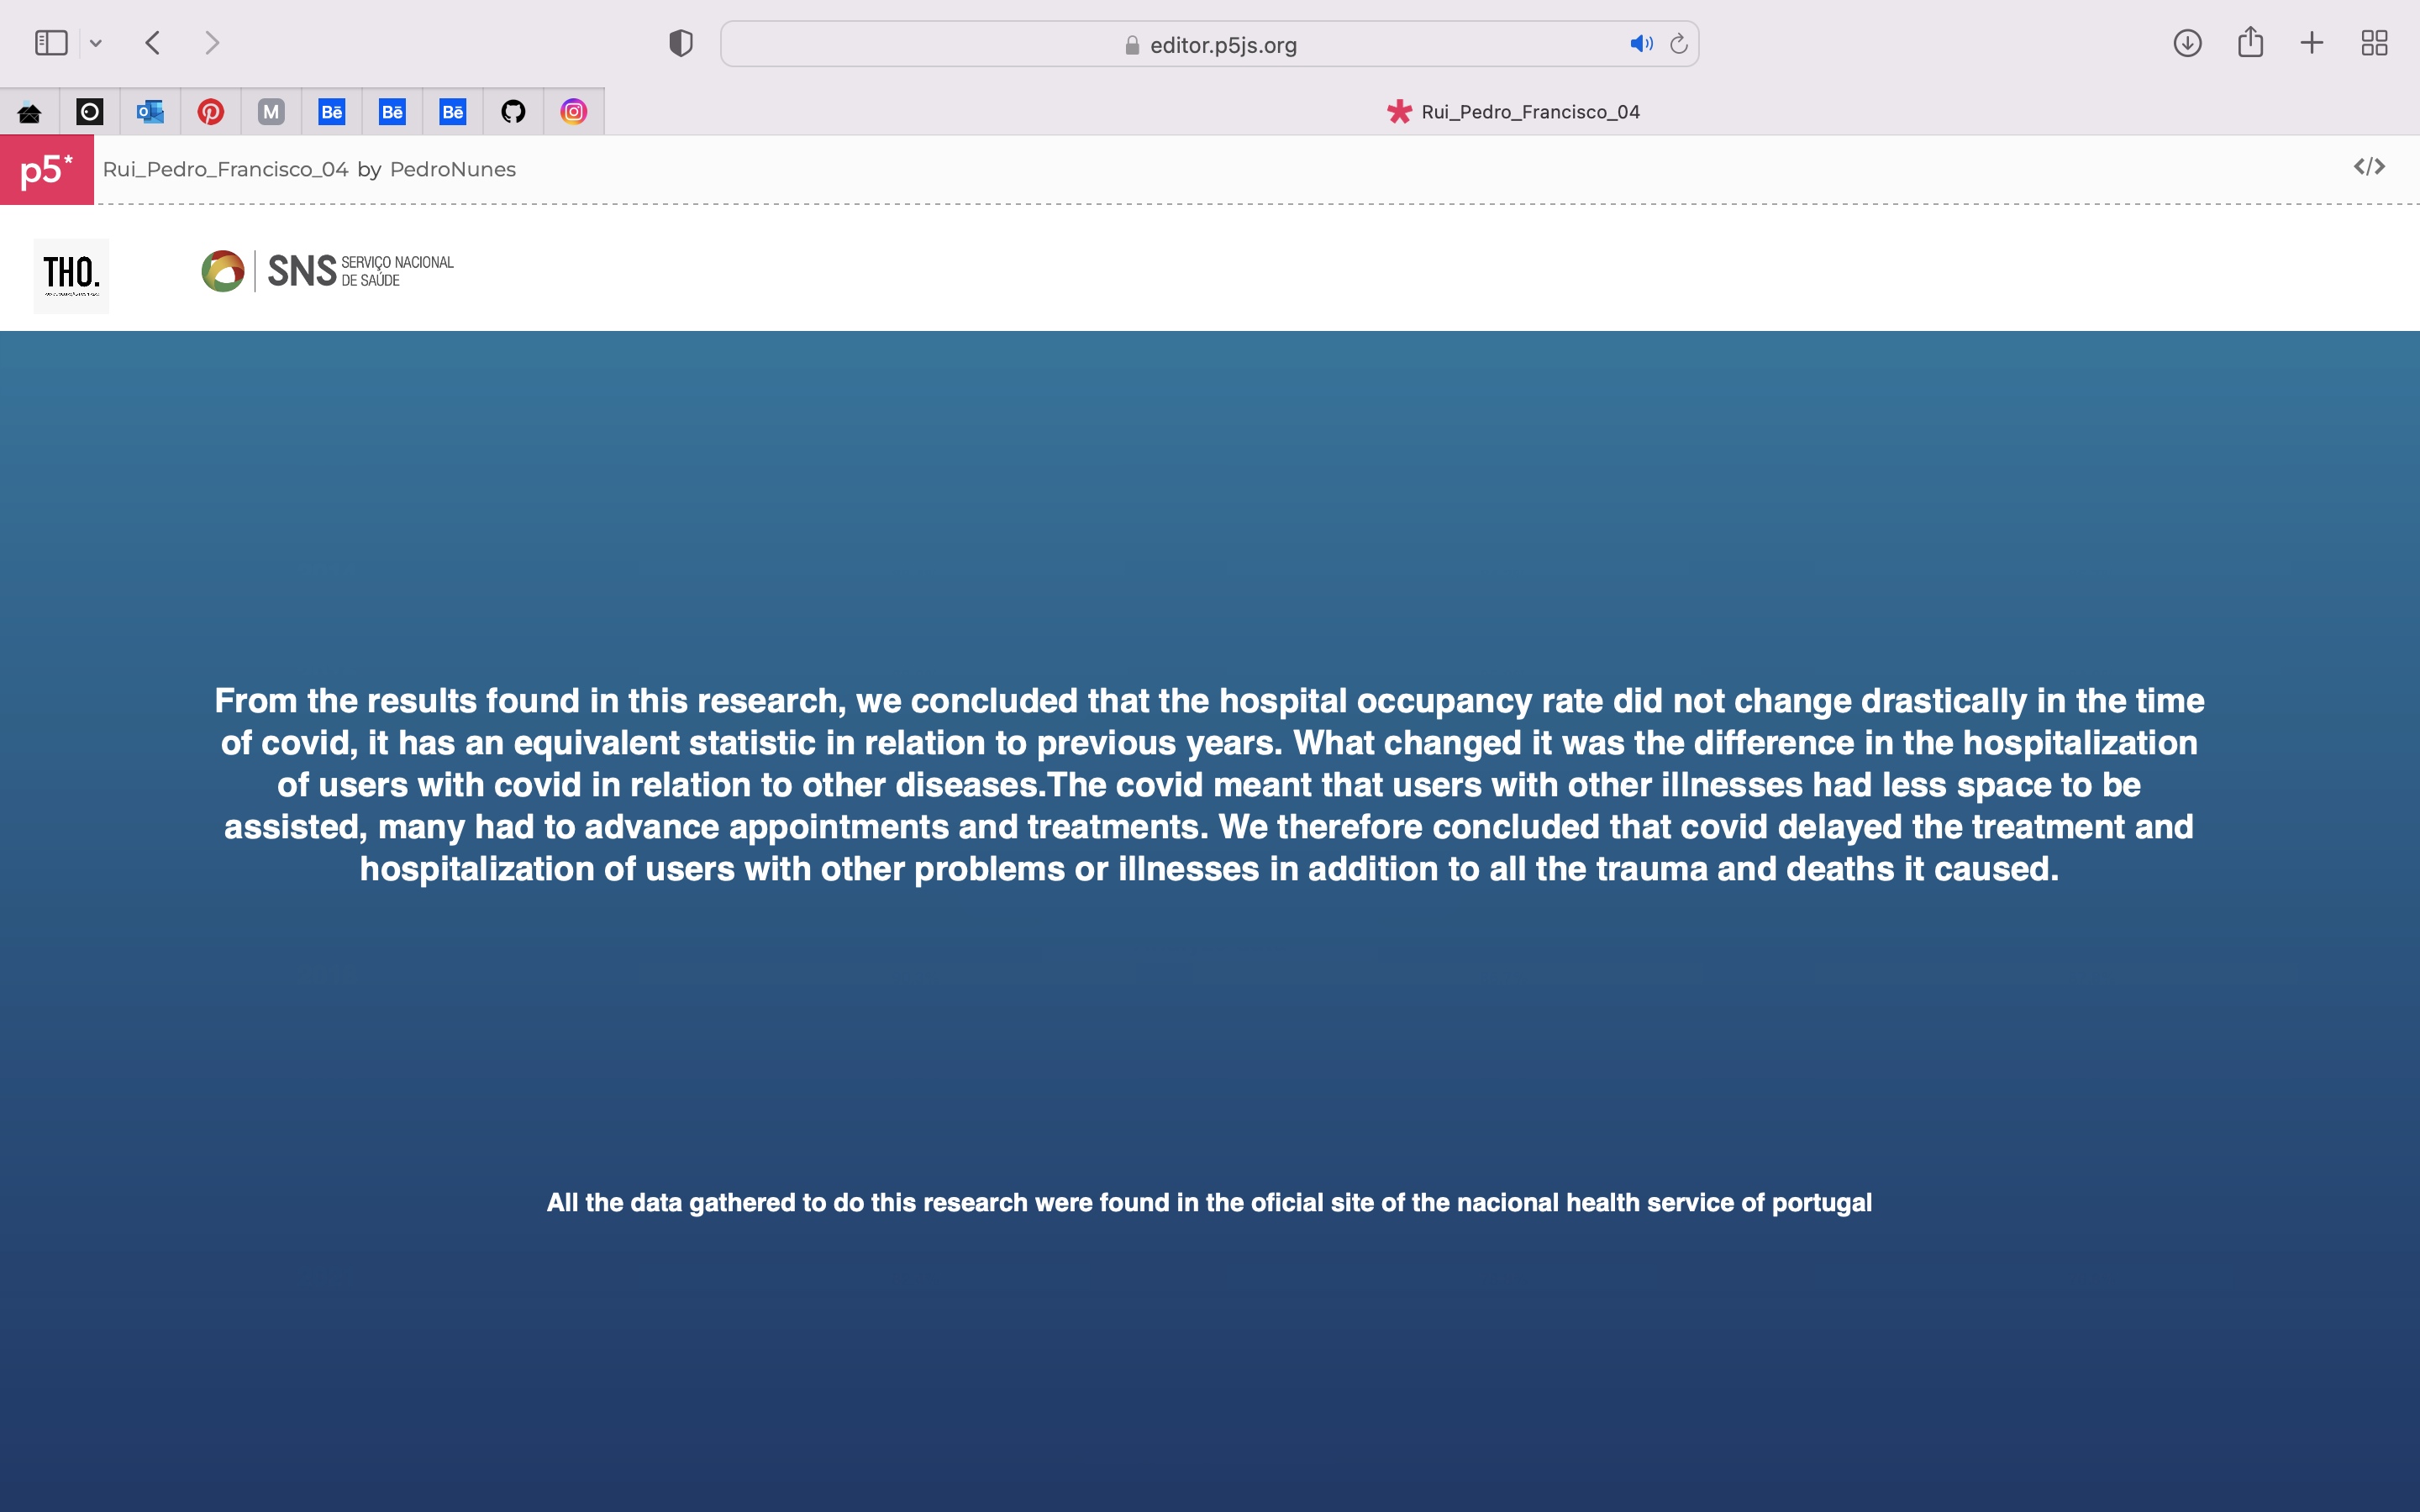 editor.p5js.org
M
Bē
Bē
Bē
Rui_Pedro_Francisco_04
p5*
Rui_Pedro_Francisco_04 by PedroNunes
</>
THO.
SNS SERVIÇO NACIONAL
DE SAÚDE
From the results found in this research, we concluded that the hospital occupancy rate did not change drastically in the time
of covid, it has an equivalent statistic in relation to previous years. What changed it was the difference in the hospitalization
of users with covid in relation to other diseases.The covid meant that users with other illnesses had less space to be
assisted, many had to advance appointments and treatments. We therefore concluded that covid delayed the treatment and
hospitalization of users with other problems or illnesses in addition to all the trauma and deaths it caused.
All the data gathered to do this research were found in the oficial site of the nacional health service of portugal